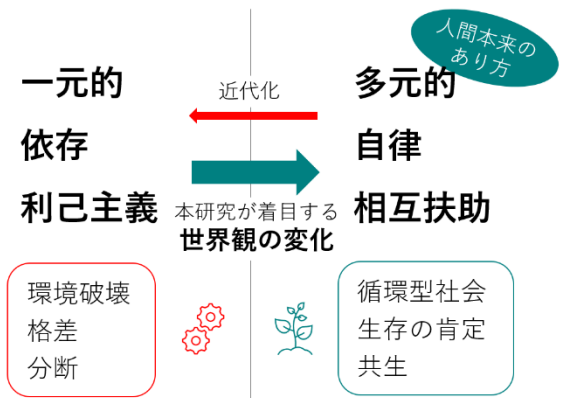 人間本来の
あり方
一元的
近代化
多元的
依存
自律
利己主義
本研究が着目する
世界観の変化
相互扶助
環境破壊
格差
分断
循環型社会
生存の肯定
共生